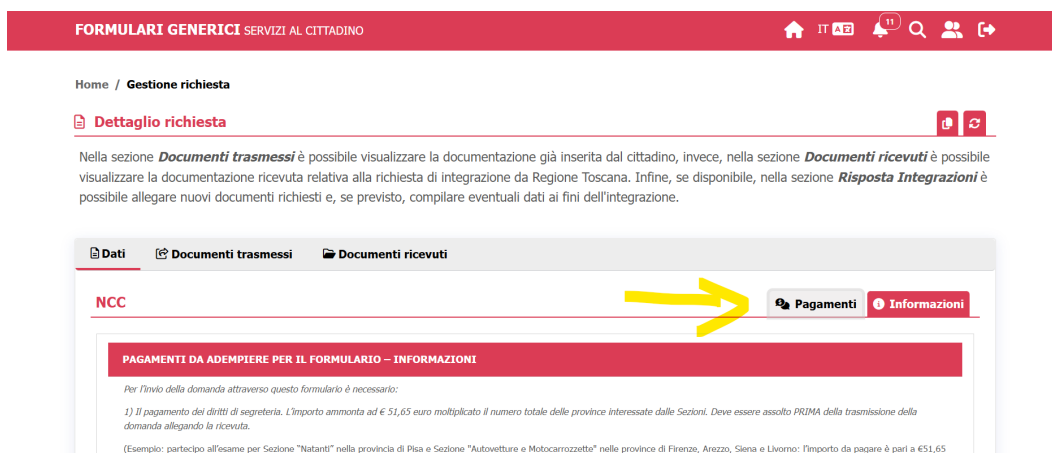 FORMULARI GENERICI SERVIZI AL CITTADINO
IT
11
Home / Gestione richiesta
Dettaglio richiesta
Nella sezione Documenti trasmessi è possibile visualizzare la documentazione già inserita dal cittadino, invece, nella sezione Documenti ricevuti è possibile
visualizzare la documentazione ricevuta relativa alla richiesta di integrazione da Regione Toscana. Infine, se disponibile, nella sezione Risposta Integrazioni è
possibile allegare nuovi documenti richiesti e, se previsto, compilare eventuali dati ai fini dell'integrazione.
Dati Documenti trasmessi Documenti ricevuti
NCC
Pagamenti Informazioni
PAGAMENTI DA ADEMPIERE PER IL FORMULARIO – INFORMAZIONI
Per l'invio della domanda attraverso questo formulario è necessario:
1) Il pagamento dei diritti di segreteria. L'importo ammonta ad € 51,65 euro moltiplicato il numero totale delle province interessate dalle Sezioni. Deve essere assolto PRIMA della trasmissione della
domanda allegando la ricevuta.
(Esempio: partecipo all'esame per Sezione "Natanti" nella provincia di Pisa e Sezione "Autovetture e Motocarrozzette" nelle province di Firenze, Arezzo, Siena e Livorno: l'importo da pagare è pari a €51,65